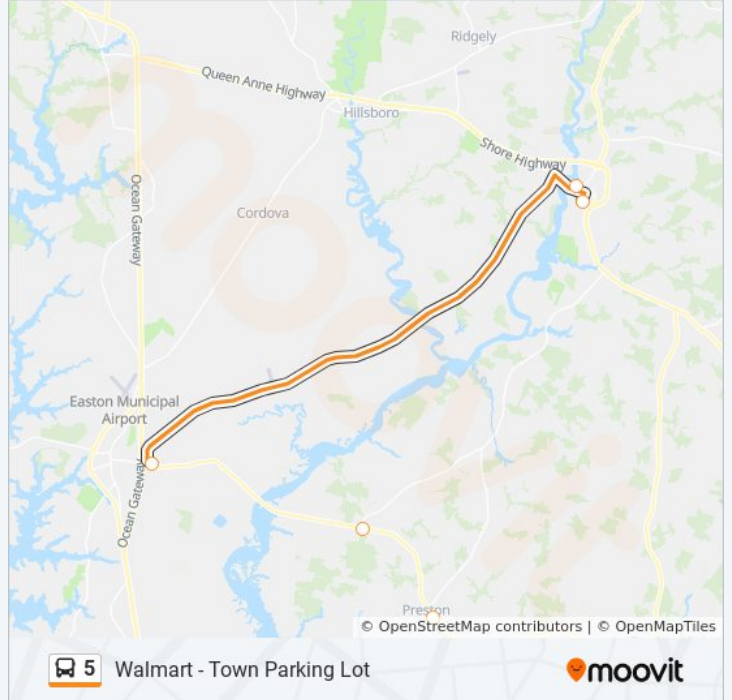 Ridgely
Queen Anne Highway
Hillsboro
Shore Highway
Ocean Gateway
Cordova
Easton Municipal
Airport
Ocean Gateway
Preston
© OpenStreetMap contributors | © OpenMapTiles
5 Walmart - Town Parking Lot
moovit